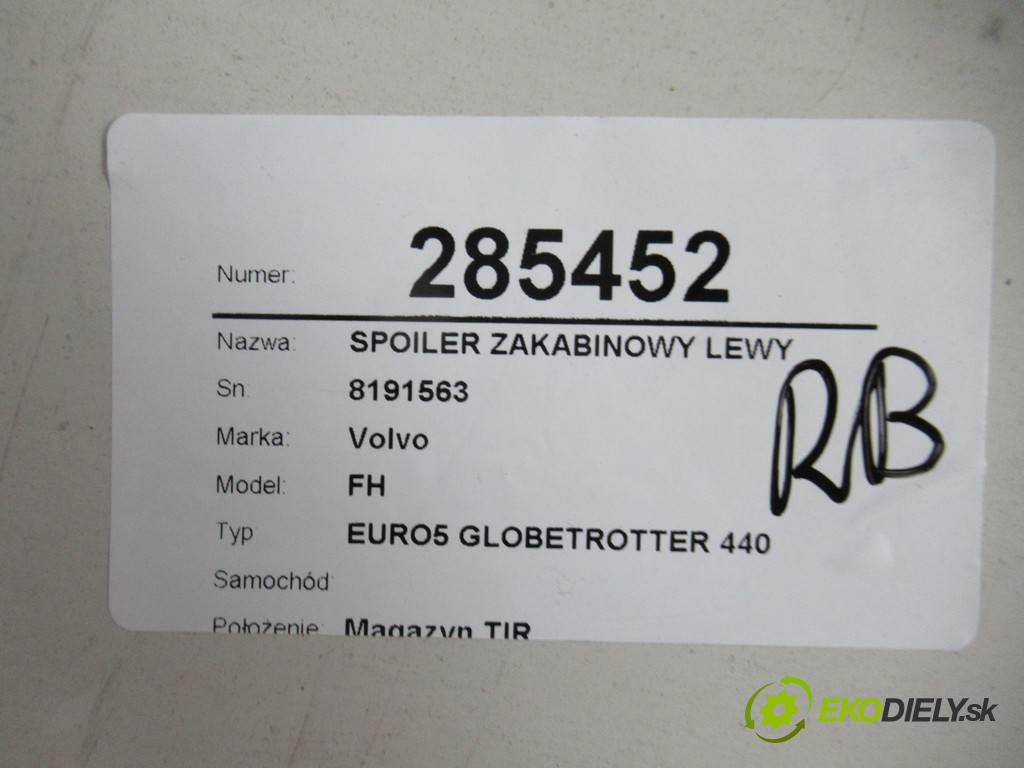 Numer: 285452
Nazwa: SPOILER ZAKABINOWY LEWY
Sn. 8191563
Marka: Volvo
Model: FH
Typ EURO5 GLOBETROTTER 440
Samochód
Położenie: Magazyn TIR
RB
EKODIELY.sk